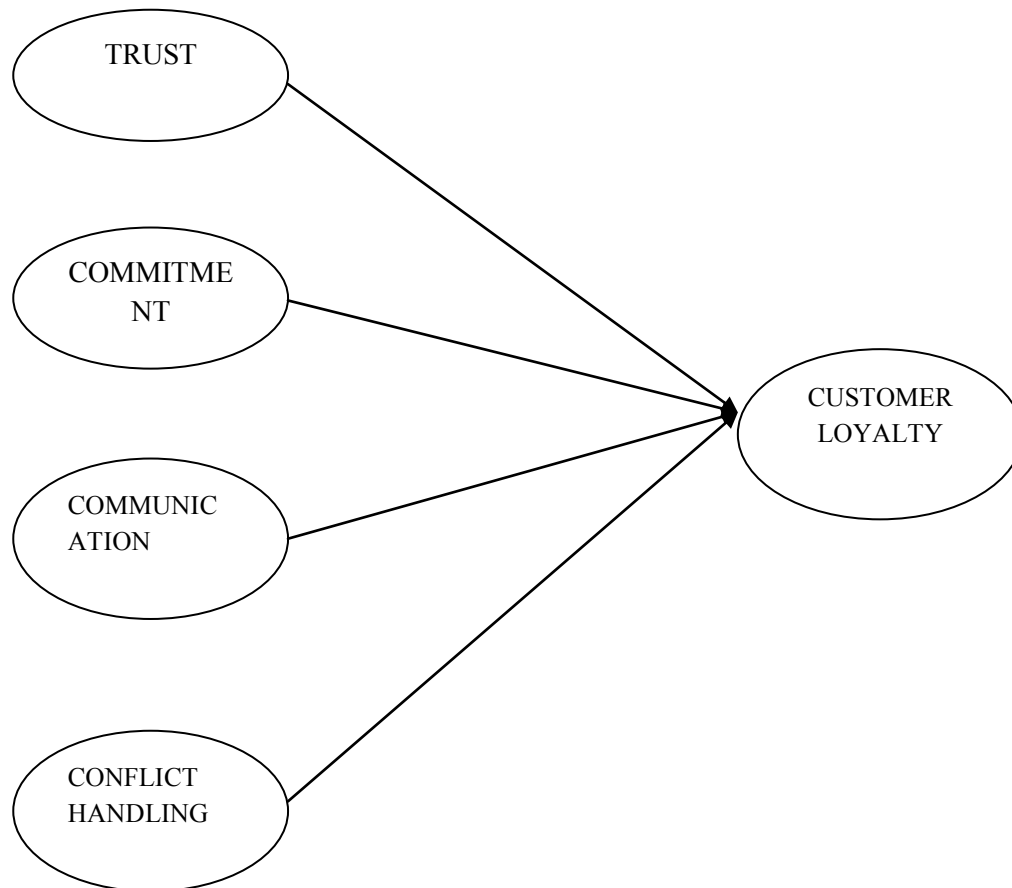 TRUST
COMMITME
NT
COMMUNIC
ATION
CONFLICT
HANDLING
CUSTOMER
LOYALTY